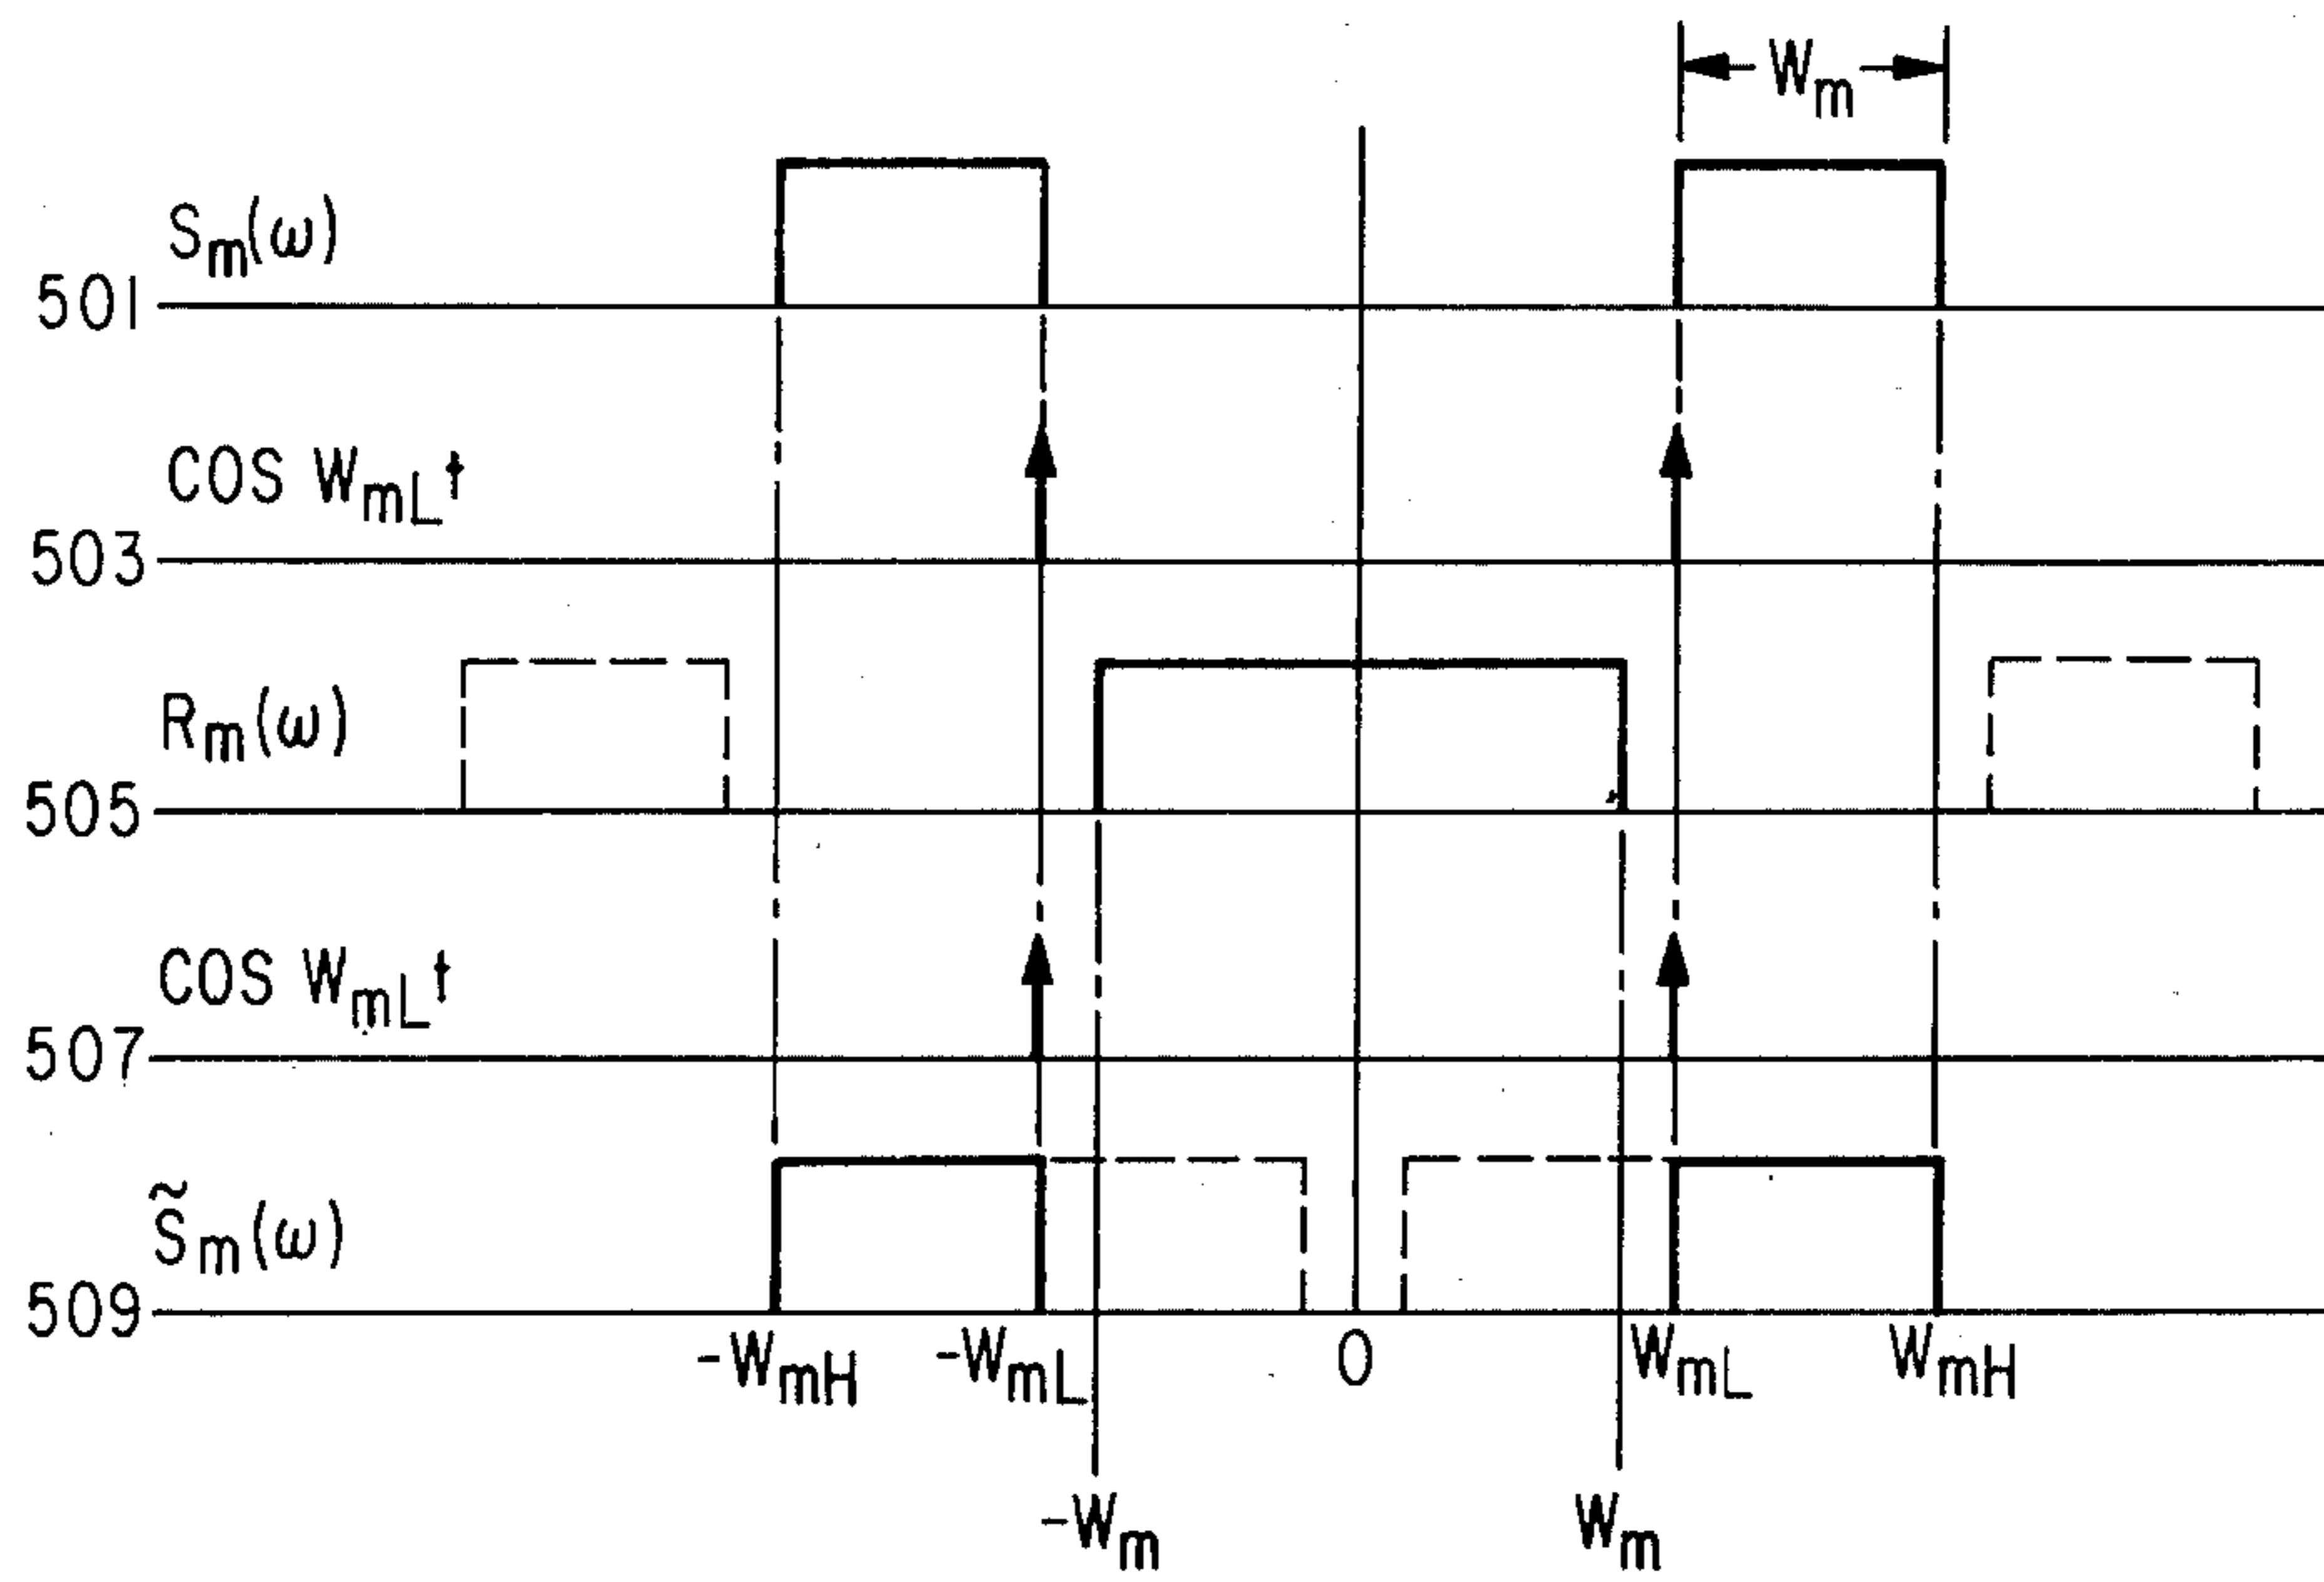 Wm
Sm(ω)
501
COS WmLt
503
Rm(ω)
505
COS WmLt
507
S̃m(ω)
509
-WmH -WmL 0 WmL WmH
-Wm Wm